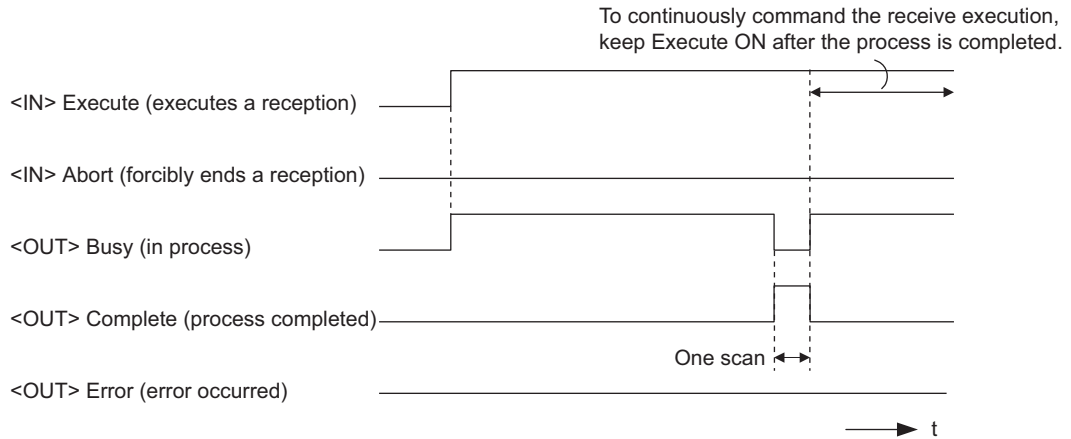 To continuously command the receive execution,
keep Execute ON after the process is completed.
<IN> Execute (executes a reception)
<IN> Abort (forcibly ends a reception)
<OUT> Busy (in process)
<OUT> Complete (process completed)
One scan
<OUT> Error (error occurred)
t